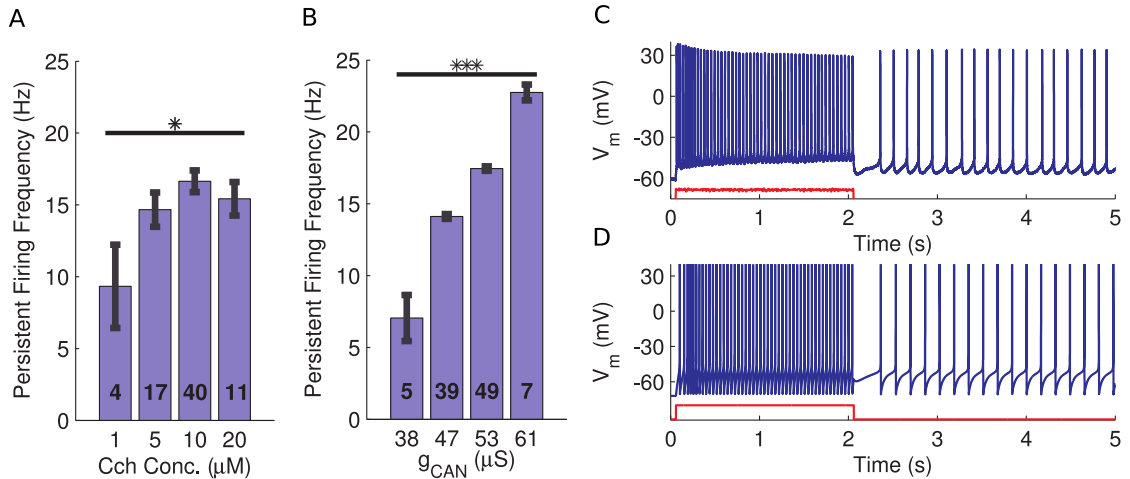 A
Persistent Firing Frequency (Hz)
25
20
15
10
5
0
*
4 17 40 11
1 5 10 20
Cch Conc. (μM)
B
Persistent Firing Frequency (Hz)
25
20
15
10
5
0
***
5 39 49 7
38 47 53 61
gCAN (μS)
C
Vm (mV)
30
0
-30
-60
0 1 2 3 4 5
Time (s)
D
Vm (mV)
30
0
-30
-60
0 1 2 3 4 5
Time (s)